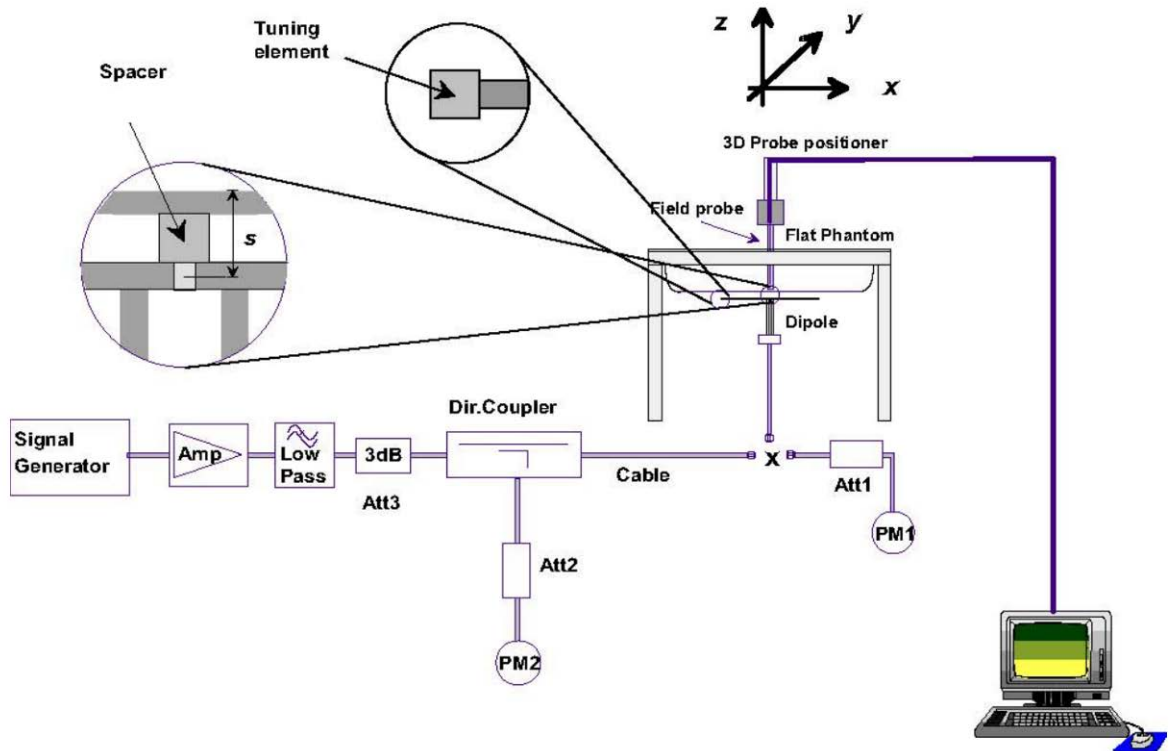 Tuning
element
Spacer
z
y
x
3D Probe positioner
s
Field probe
Flat Phantom
Dipole
Dir.Coupler
Signal
Generator
Amp
Low
Pass
3dB
Cable
x
Att1
Att3
PM1
Att2
PM2